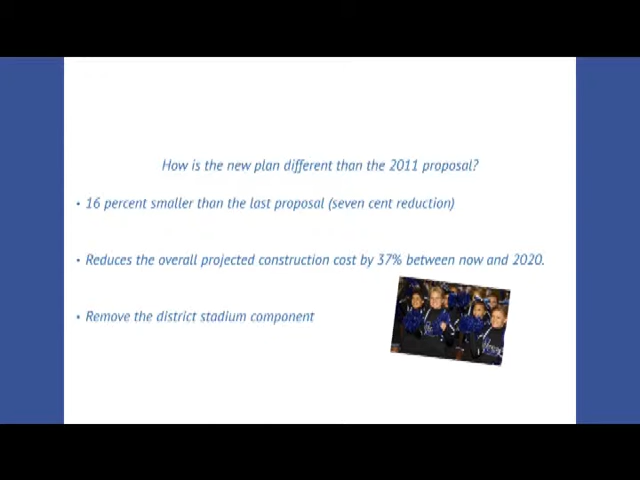 How is the new plan different than the 2011 proposal?
• 16 percent smaller than the last proposal (seven cent reduction)
• Reduces the overall projected construction cost by 37% between now and 2020.
• Remove the district stadium component